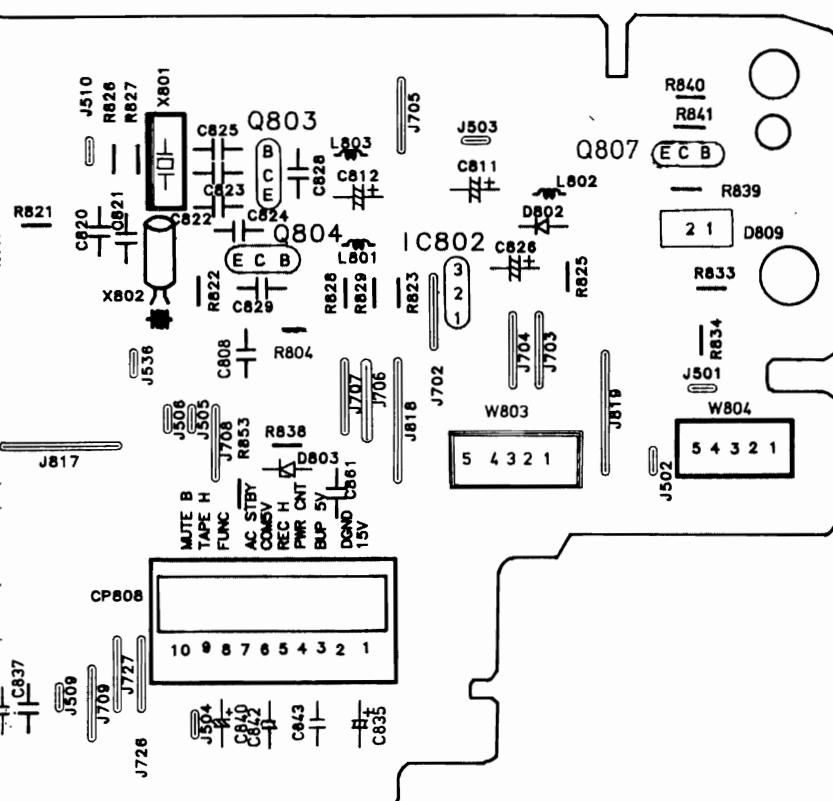 J510
R826
R827
X801
C825
Q803
B
C
E
C828
L803
C812
+
J705
J503
C811
+
R840
R841
Q807
E C B
L802
R839
D802
2 1
D809
R821
C820
C821
C823
C822
C824
Q804
E C B
L801
IC802
3
2
1
C826
+
R825
R833
X802
R822
C829
R828
R829
R823
R834
J536
C808
R804
J702
J704
J703
J501
J707
J706
J818
J819
W803
5 4 3 2 1
W804
5 4 3 2 1
J506
J505
J708
R853
R838
D803
C861
J502
J817
MUTE B
TAPE H
FUNC
AC STBY
COM5V
REC H
PWR CNT
BUP 5V
DGND
15V
CP808
10 9 8 7 6 5 4 3 2 1
C837
J509
J709
J727
J726
J504
+
C840
C842
C843
+
C835